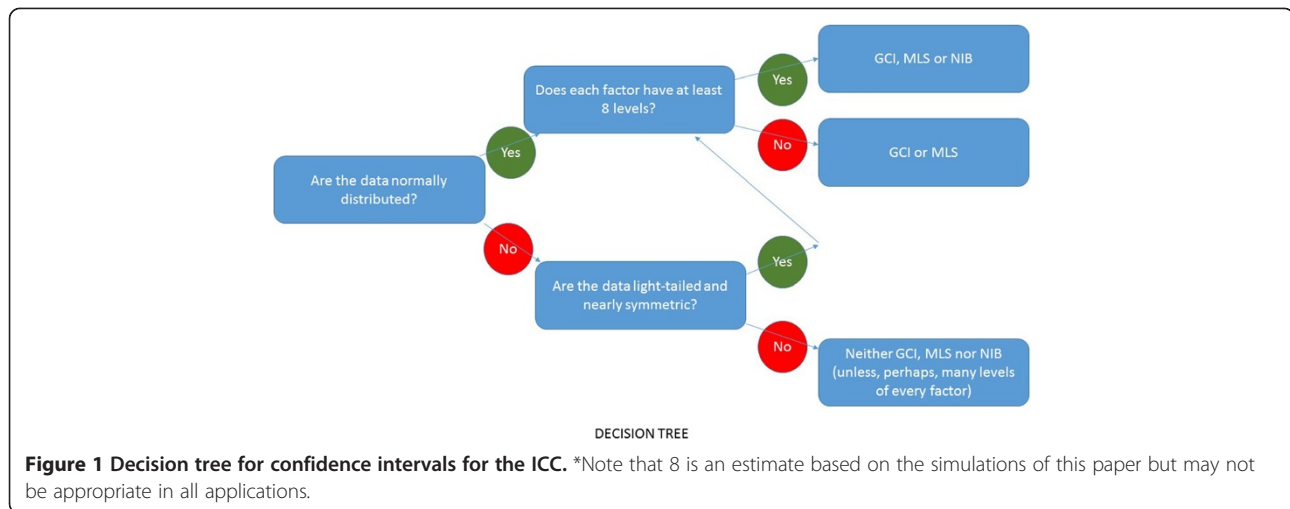 GCI, MLS or NIB
Yes
Does each factor have at least
8 levels?
No
GCI or MLS
Yes
Are the data normally
distributed?
No
Yes
Are the data light-tailed and
nearly symmetric?
No
Neither GCI, MLS nor NIB
(unless, perhaps, many levels
of every factor)
DECISION TREE
Figure 1 Decision tree for confidence intervals for the ICC. *Note that 8 is an estimate based on the simulations of this paper but may not
be appropriate in all applications.